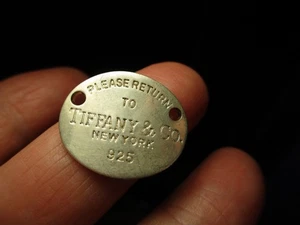 PLEASE RETURN
TO
TIFFANY & CO.
NEW YORK
925